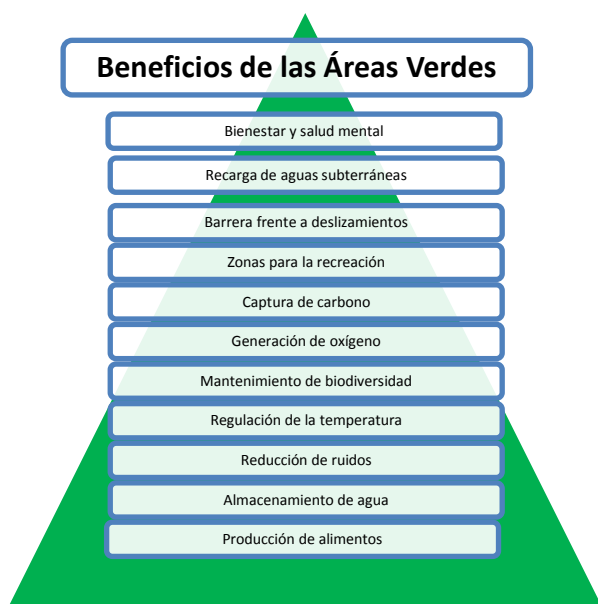 Beneficios de las Áreas Verdes
Bienestar y salud mental
Recarga de aguas subterráneas
Barrera frente a deslizamientos
Zonas para la recreación
Captura de carbono
Generación de oxígeno
Mantenimiento de biodiversidad
Regulación de la temperatura
Reducción de ruidos
Almacenamiento de agua
Producción de alimentos